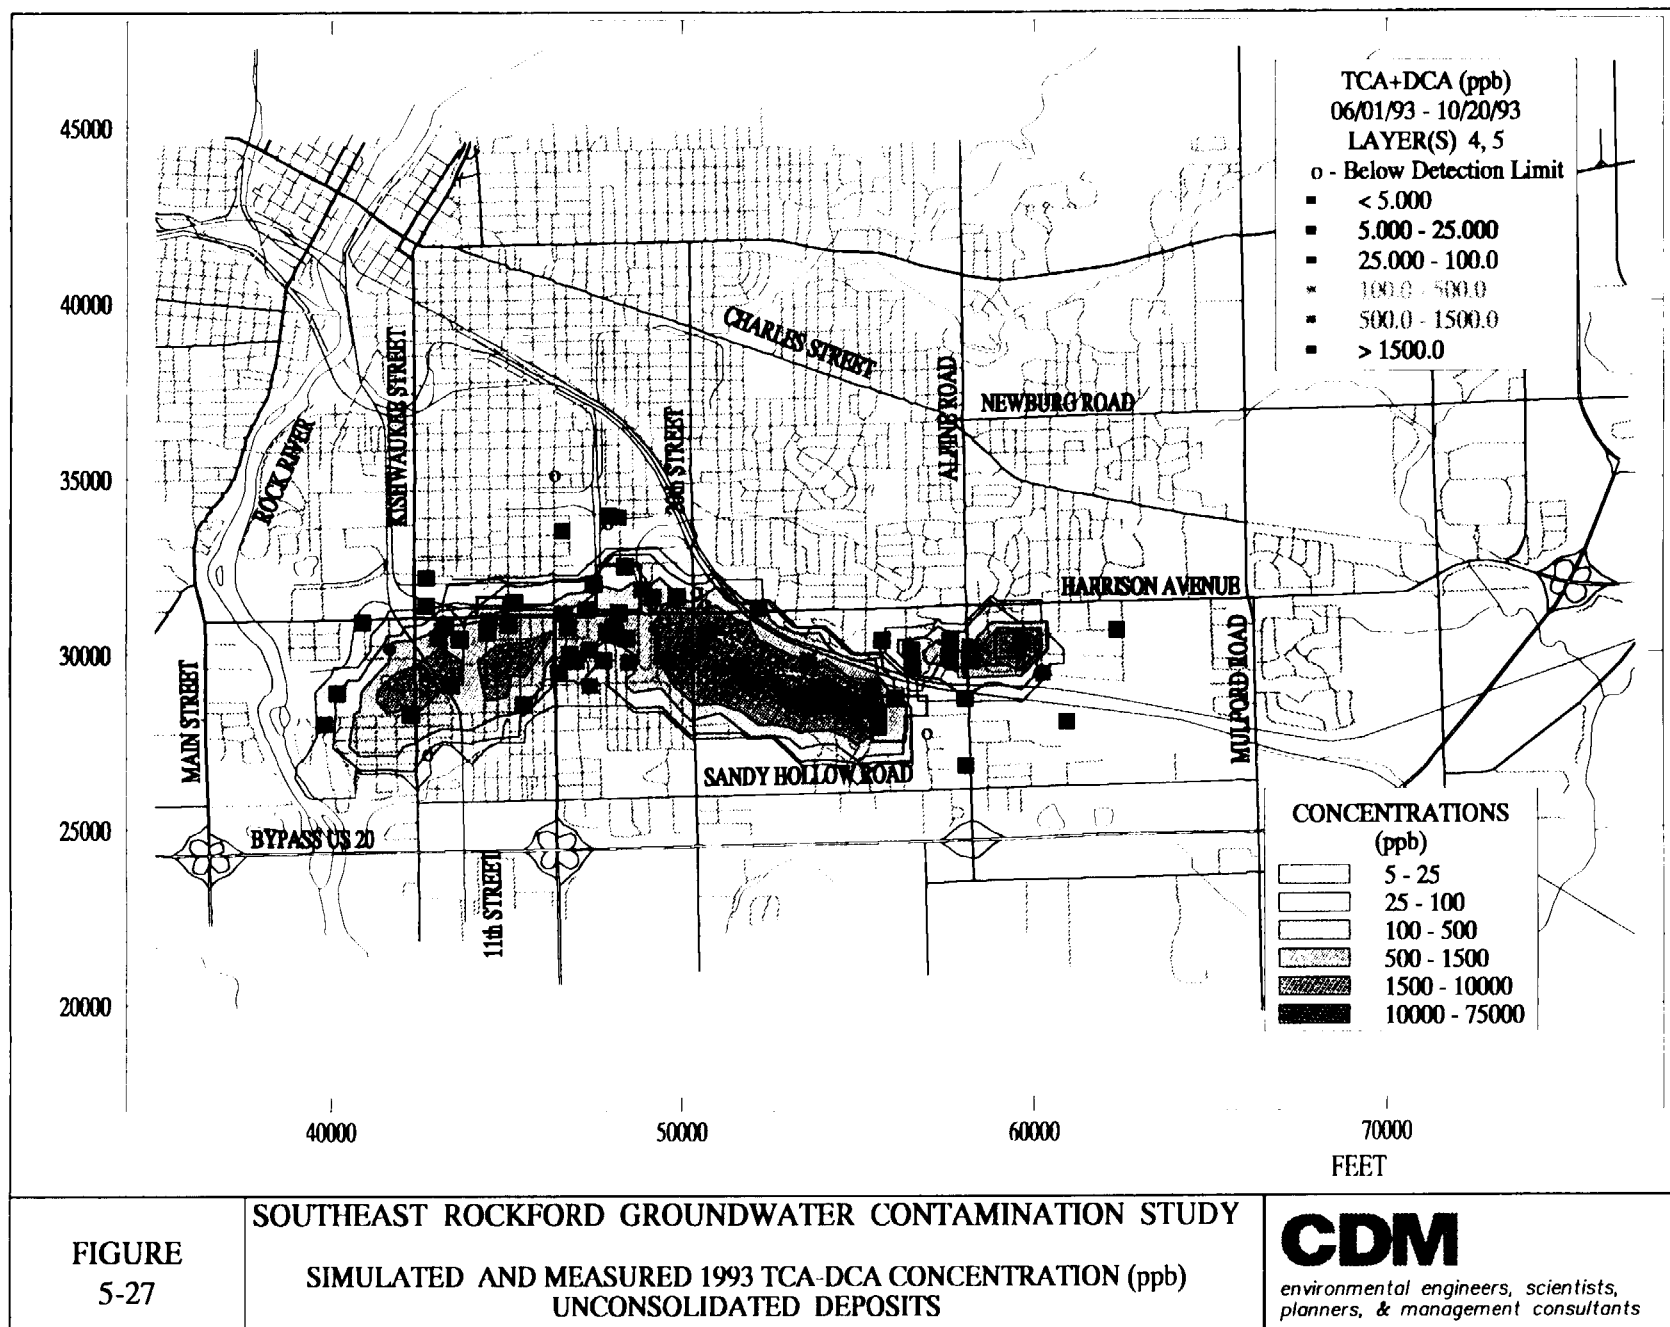 TCA+DCA (ppb)
06/01/93 - 10/20/93
LAYER(S) 4, 5
o - Below Detection Limit
< 5.000
5.000 - 25.000
25.000 - 100.0
100.0 - 500.0
500.0 - 1500.0
> 1500.0
45000
40000
35000
30000
25000
20000
CHARLES STREET
KISHWAUKEE STREET
ROCK RIVER
20th STREET
ALPINE ROAD
NEWBURG ROAD
HARRISON AVENUE
MULFORD ROAD
MAIN STREET
SANDY HOLLOW ROAD
BYPASS US 20
11th STREET
CONCENTRATIONS
(ppb)
5 - 25
25 - 100
100 - 500
500 - 1500
1500 - 10000
10000 - 75000
40000
50000
60000
70000
FEET
FIGURE
5-27
SOUTHEAST ROCKFORD GROUNDWATER CONTAMINATION STUDY
SIMULATED AND MEASURED 1993 TCA-DCA CONCENTRATION (ppb)
UNCONSOLIDATED DEPOSITS
CDM
environmental engineers, scientists,
planners, & management consultants